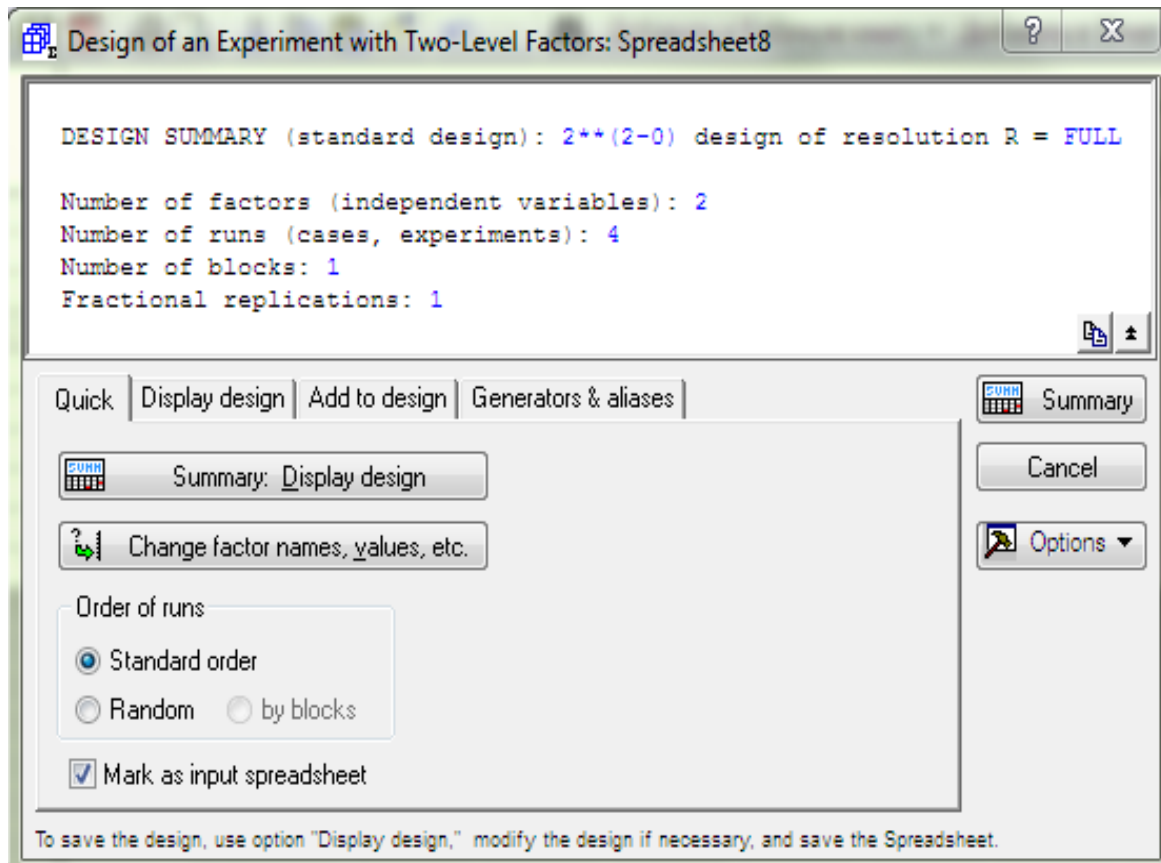 Design of an Experiment with Two-Level Factors: Spreadsheet8
DESIGN SUMMARY (standard design): 2**(2-0) design of resolution R = FULL
Number of factors (independent variables): 2
Number of runs (cases, experiments): 4
Number of blocks: 1
Fractional replications: 1
Quick Display design Add to design Generators & aliases
Summary
Summary: Display design
Cancel
Change factor names, values, etc.
Options
Order of runs
Standard order
Random by blocks
Mark as input spreadsheet
To save the design, use option "Display design," modify the design if necessary, and save the Spreadsheet.